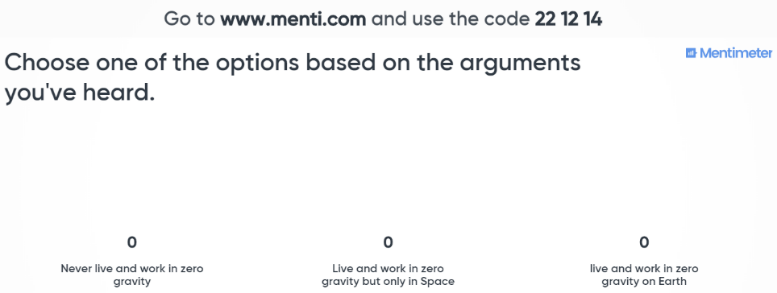 Go to www.menti.com and use the code 22 12 14
Mentimeter
Choose one of the options based on the arguments
you've heard.
0
Never live and work in zero
gravity
0
Live and work in zero
gravity but only in Space
0
live and work in zero
gravity on Earth